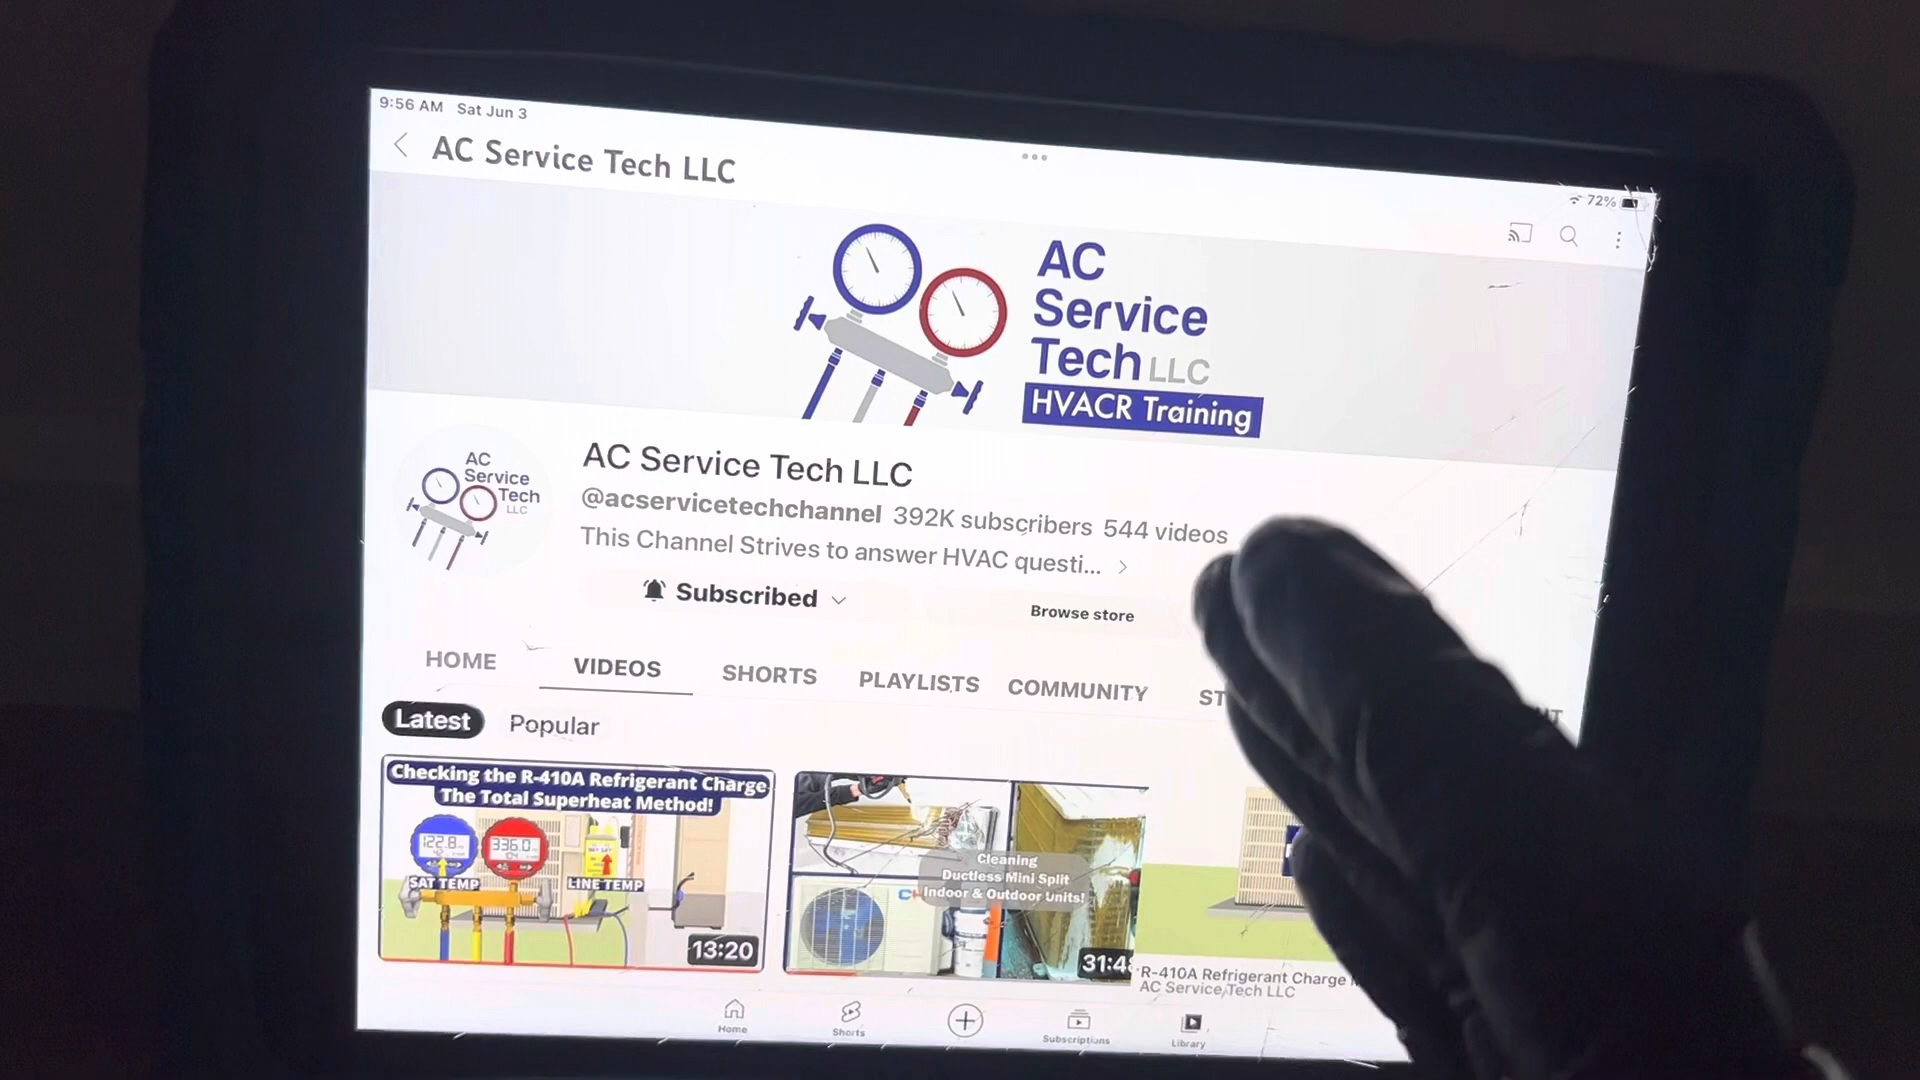 9:56 AM Sat Jun 3
72%
AC Service Tech LLC
AC
Service
Tech LLC
HVACR Training
AC
Service
Tech
LLC
AC Service Tech LLC
@acservicetechchannel 392K subscribers 544 videos
This Channel Strives to answer HVAC questi...
Subscribed
Browse store
HOME VIDEOS SHORTS PLAYLISTS COMMUNITY
Latest Popular
Checking the R-410A Refrigerant Charge
The Total Superheat Method!
122.8
336.0
SAT TEMP
LINE TEMP
13:20
Cleaning
Ductless Mini Split
Indoor & Outdoor Units!
R-410A Refrigerant Charge
AC Service Tech LLC
Home Shorts Subscriptions Library